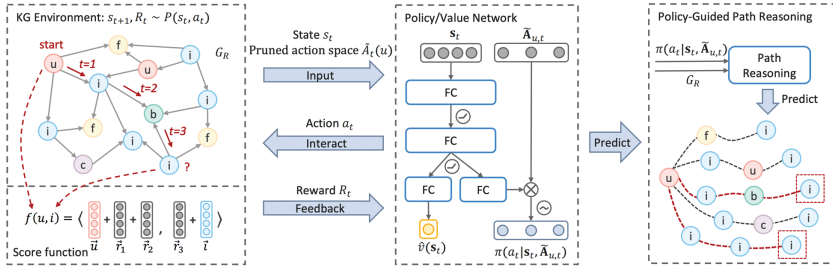 KG Environment: s_{t+1}, R_t ~ P(s_t, a_t)
start
f
G_R
i
u
t=1
u
i
i
t=2
i
b
i
f
t=3
f
c
i
i
?
f(u,i) = ⟨ + + , + ⟩
u⃗ r⃗_1 r⃗_2 r⃗_3 i⃗
Score function
State s_t
Pruned action space Ã_t(u)
Input
Action a_t
Interact
Reward R_t
Feedback
Policy/Value Network
s_t Ã_{u,t}
FC
FC
FC FC
v̂(s_t) π(a_t|s_t, Ã_{u,t})
Predict
Policy-Guided Path Reasoning
π(a_t|s_t, Ã_{u,t})
G_R
Path
Reasoning
Predict
f i
i u i
u
i b i
i c i
i i i